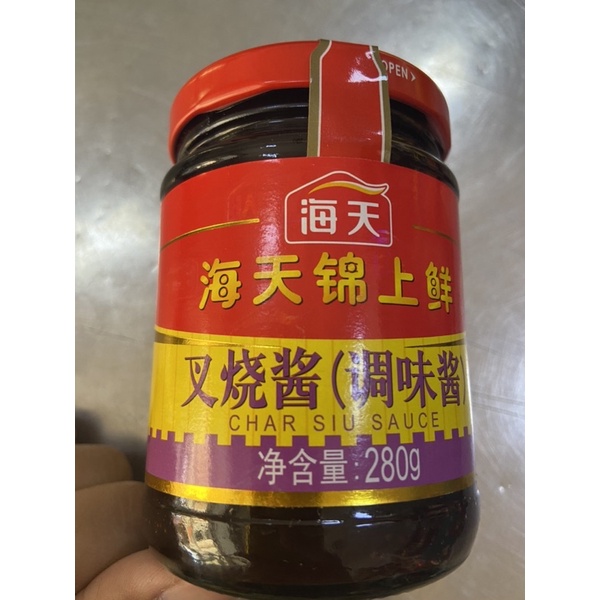 OPEN
海天
海天锦上鲜
叉烧酱(调味酱)
CHAR SIU SAUCE
净含量:280g